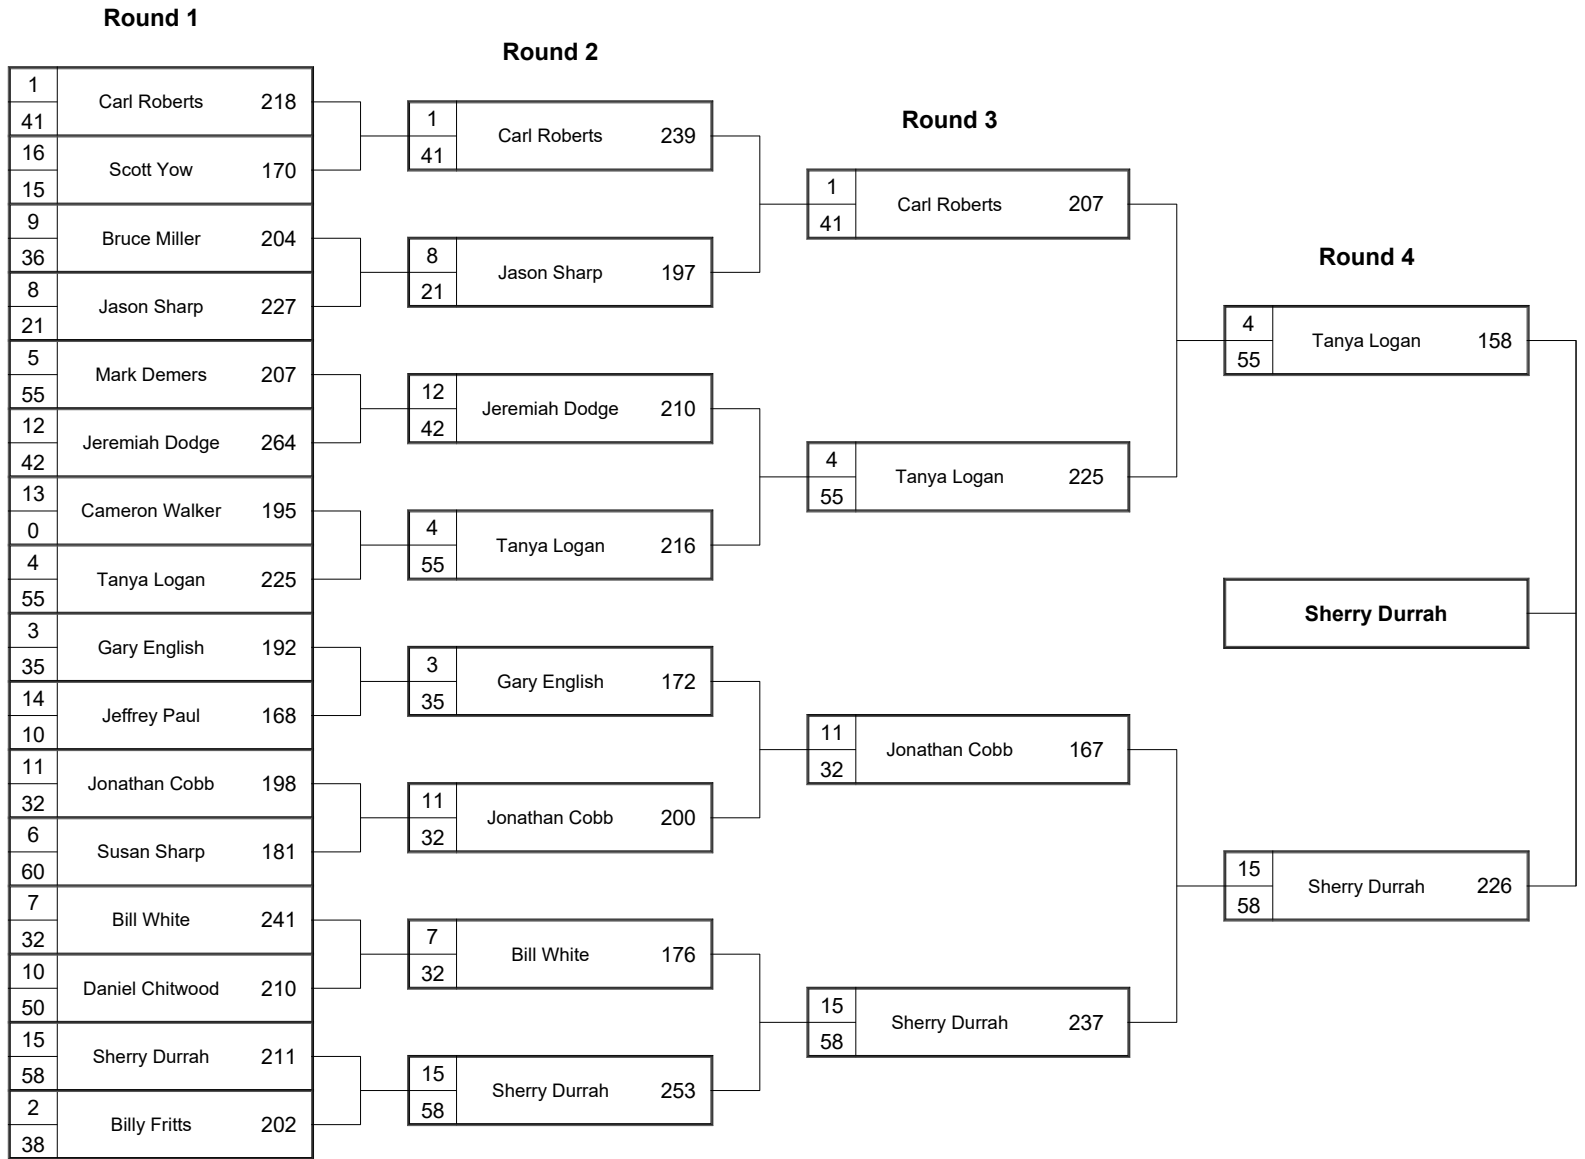 Round 1
1
41
Carl Roberts 218
16
15
Scott Yow 170
9
36
Bruce Miller 204
8
21
Jason Sharp 227
5
55
Mark Demers 207
12
42
Jeremiah Dodge 264
13
0
Cameron Walker 195
4
55
Tanya Logan 225
3
35
Gary English 192
14
10
Jeffrey Paul 168
11
32
Jonathan Cobb 198
6
60
Susan Sharp 181
7
32
Bill White 241
10
50
Daniel Chitwood 210
15
58
Sherry Durrah 211
2
38
Billy Fritts 202
Round 2
1
41
Carl Roberts 239
8
21
Jason Sharp 197
12
42
Jeremiah Dodge 210
4
55
Tanya Logan 216
3
35
Gary English 172
11
32
Jonathan Cobb 200
7
32
Bill White 176
15
58
Sherry Durrah 253
Round 3
1
41
Carl Roberts 207
4
55
Tanya Logan 225
11
32
Jonathan Cobb 167
15
58
Sherry Durrah 237
Round 4
4
55
Tanya Logan 158
Sherry Durrah
15
58
Sherry Durrah 226